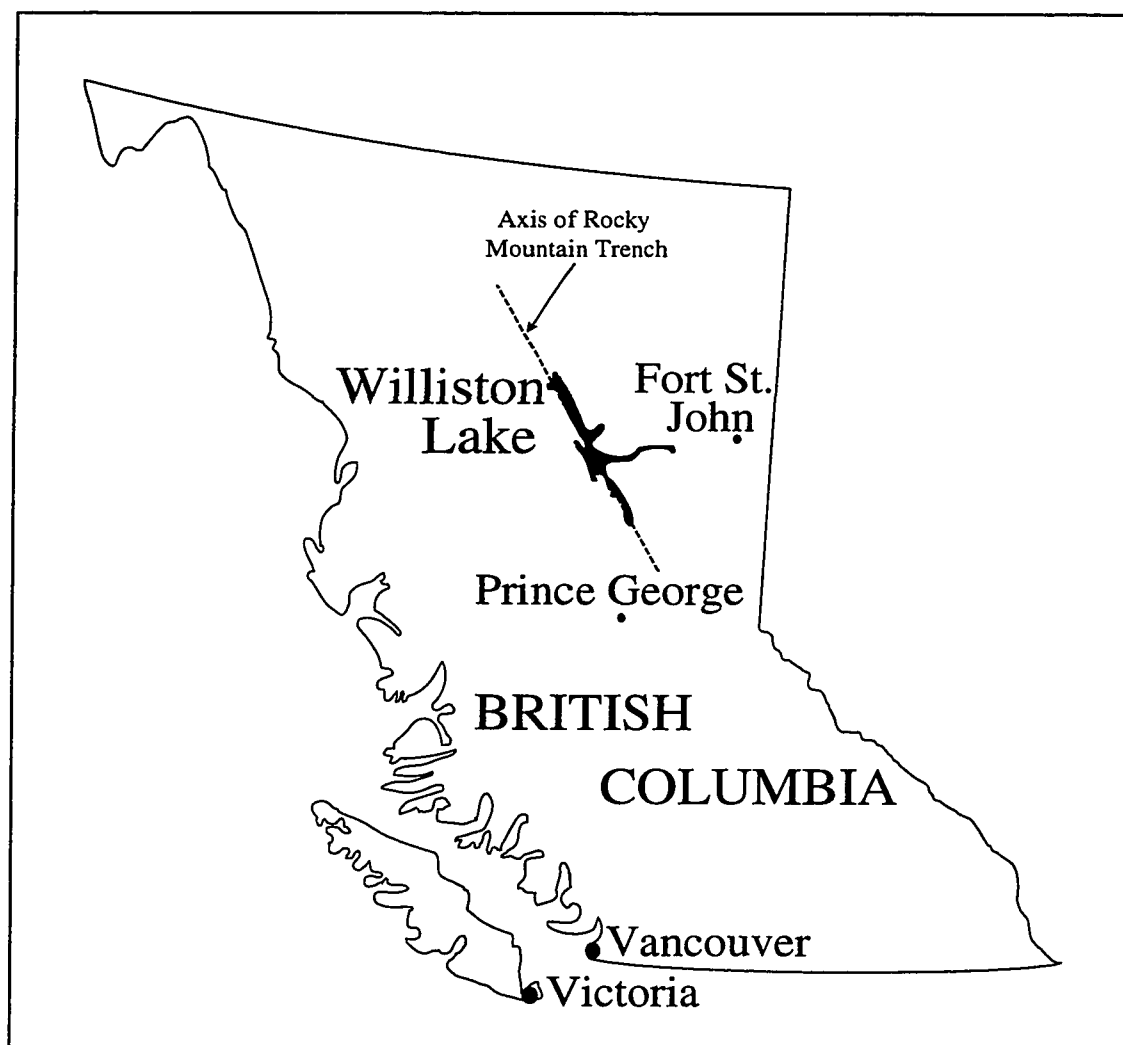 Axis of Rocky
Mountain Trench
Williston
Lake
Fort St.
John
Prince George
BRITISH
COLUMBIA
Vancouver
Victoria